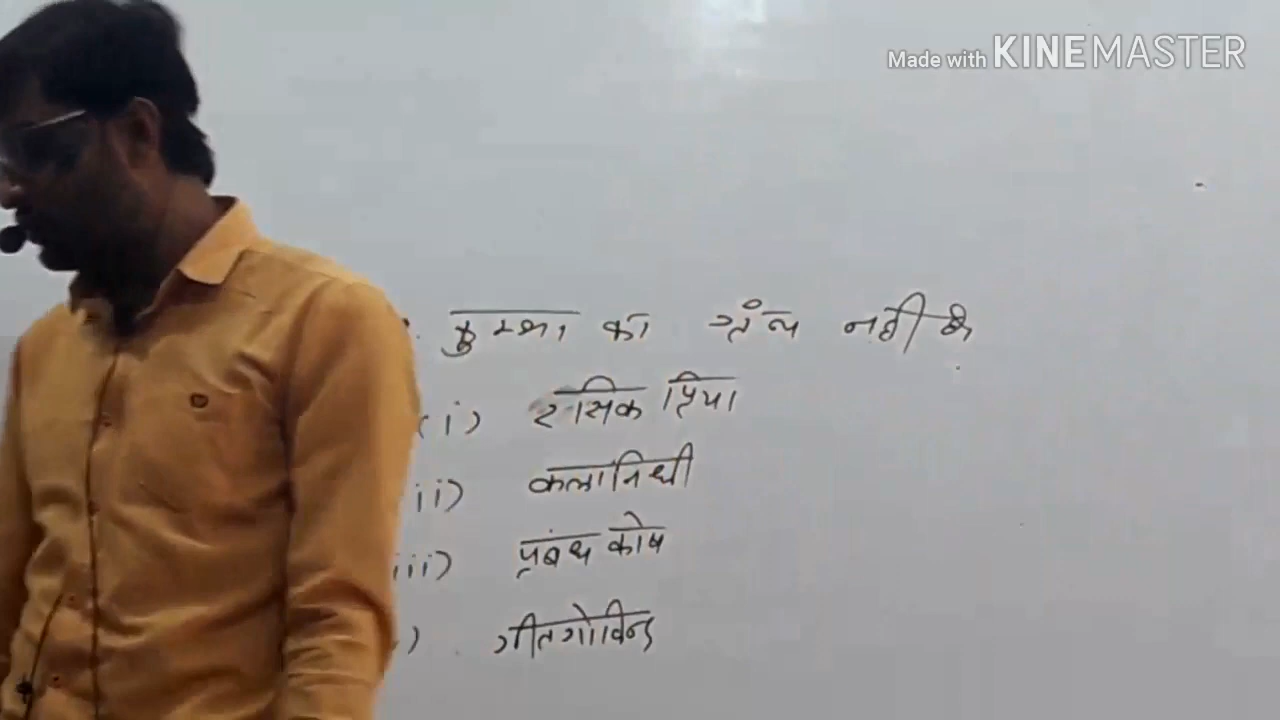 Made with KINEMASTER
कुम्भा का ग्रंथ नही है
(i) रसिक प्रिया
ii) कलानिधी
iii) प्रबंध कोष
) गीतगोविन्द